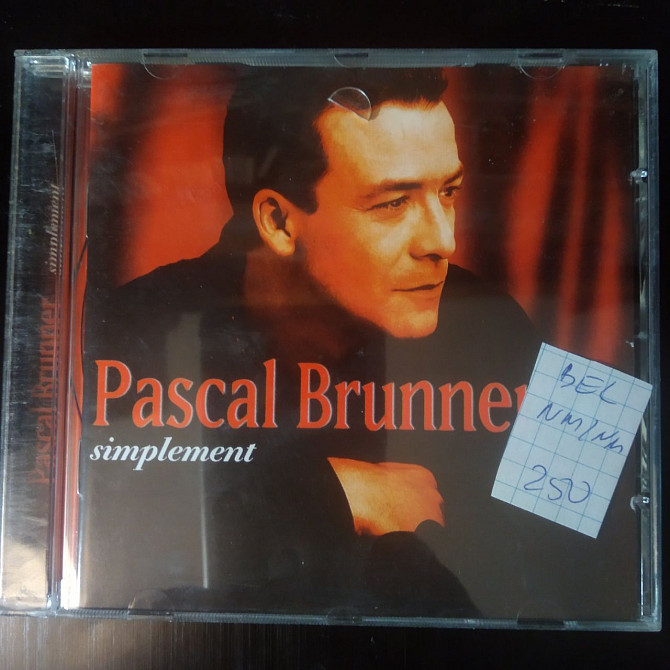 Pascal Brunner
simplement
Pascal Brunner
simplement
BEL
NM/NM
250